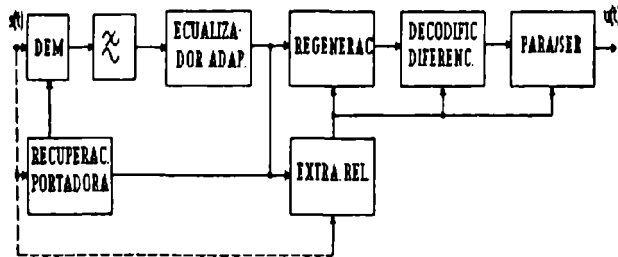 s(t)
u(t)
DEM
ECUALIZA-
DOR ADAP.
REGENERAC
DECODIFIC
DIFERENC.
PARA/SER
RECUPERAC.
PORTADORA
EXTRA. REL